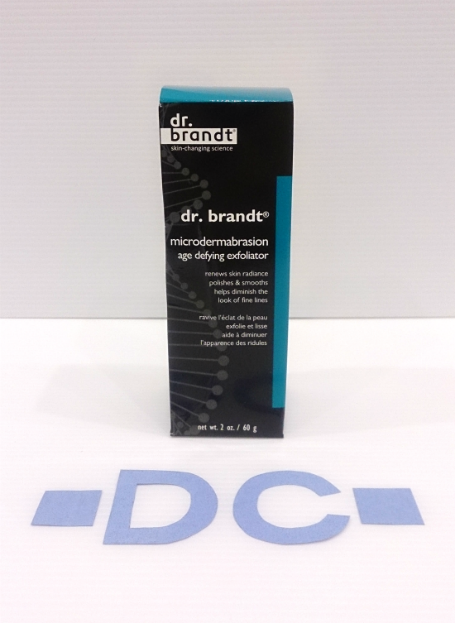 dr.
brandt®
skin-changing science
dr. brandt®
microdermabrasion
age defying exfoliator
renews skin radiance
polishes & smooths
helps diminish the
look of fine lines
ravive l'éclat de la peau
exfolie et lisse
aide à diminuer
l'apparence des ridules
net wt. 2 oz. / 60 g
DC